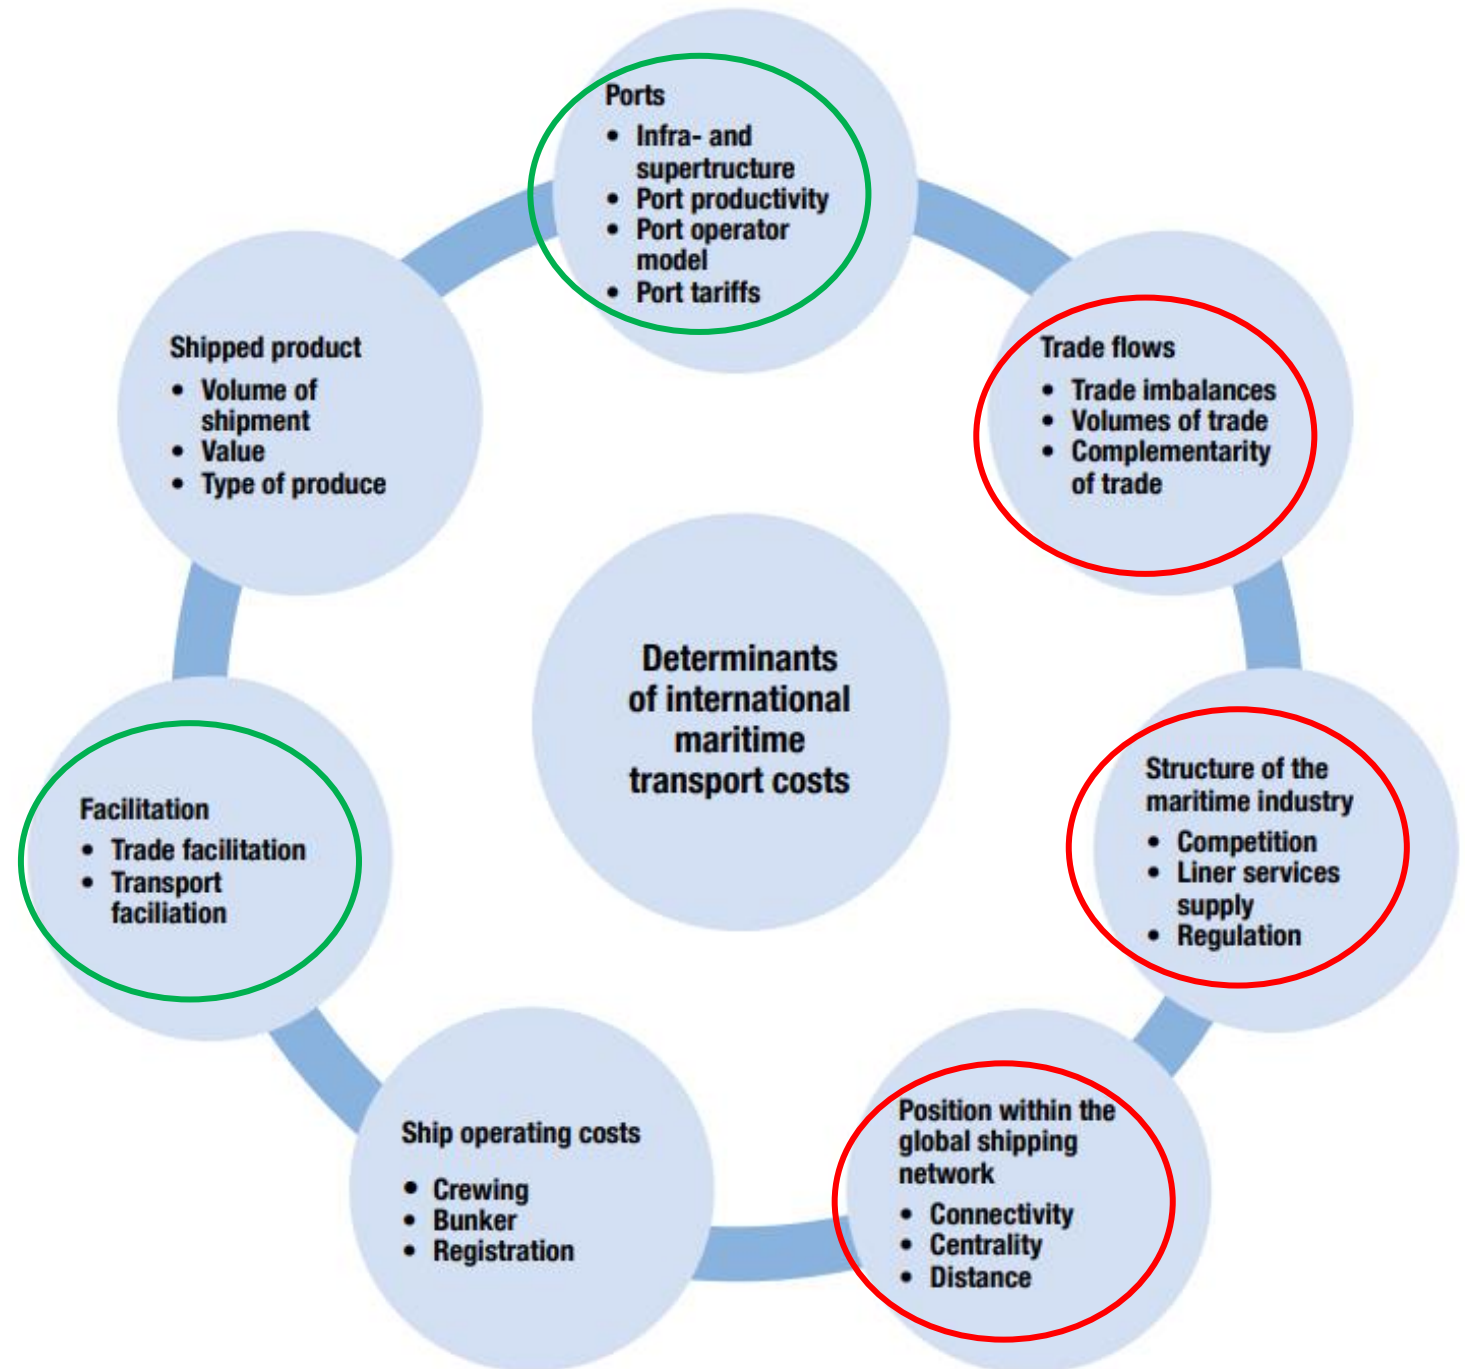 Ports
• Infra- and
supertructure
• Port productivity
• Port operator
model
• Port tariffs
Trade flows
• Trade imbalances
• Volumes of trade
• Complementarity
of trade
Structure of the
maritime industry
• Competition
• Liner services
supply
• Regulation
Position within the
global shipping
network
• Connectivity
• Centrality
• Distance
Ship operating costs
• Crewing
• Bunker
• Registration
Facilitation
• Trade facilitation
• Transport
faciliation
Shipped product
• Volume of
shipment
• Value
• Type of produce
Determinants
of international
maritime
transport costs